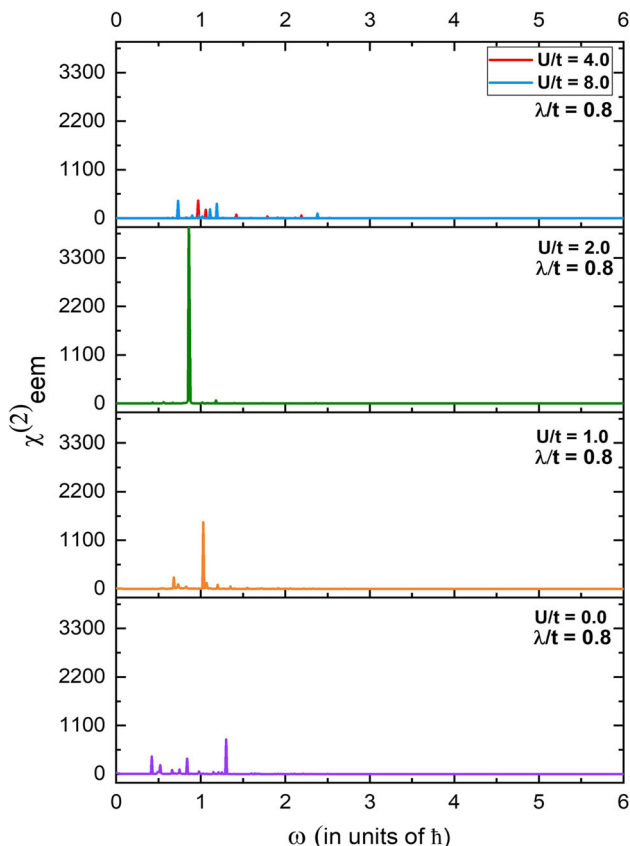 0 1 2 3 4 5 6
U/t = 4.0
U/t = 8.0
λ/t = 0.8
3300
2200
1100
0
U/t = 2.0
λ/t = 0.8
3300
2200
1100
0
χ(2)eem
U/t = 1.0
λ/t = 0.8
3300
2200
1100
0
U/t = 0.0
λ/t = 0.8
3300
2200
1100
0
0 1 2 3 4 5 6
ω (in units of ħ)